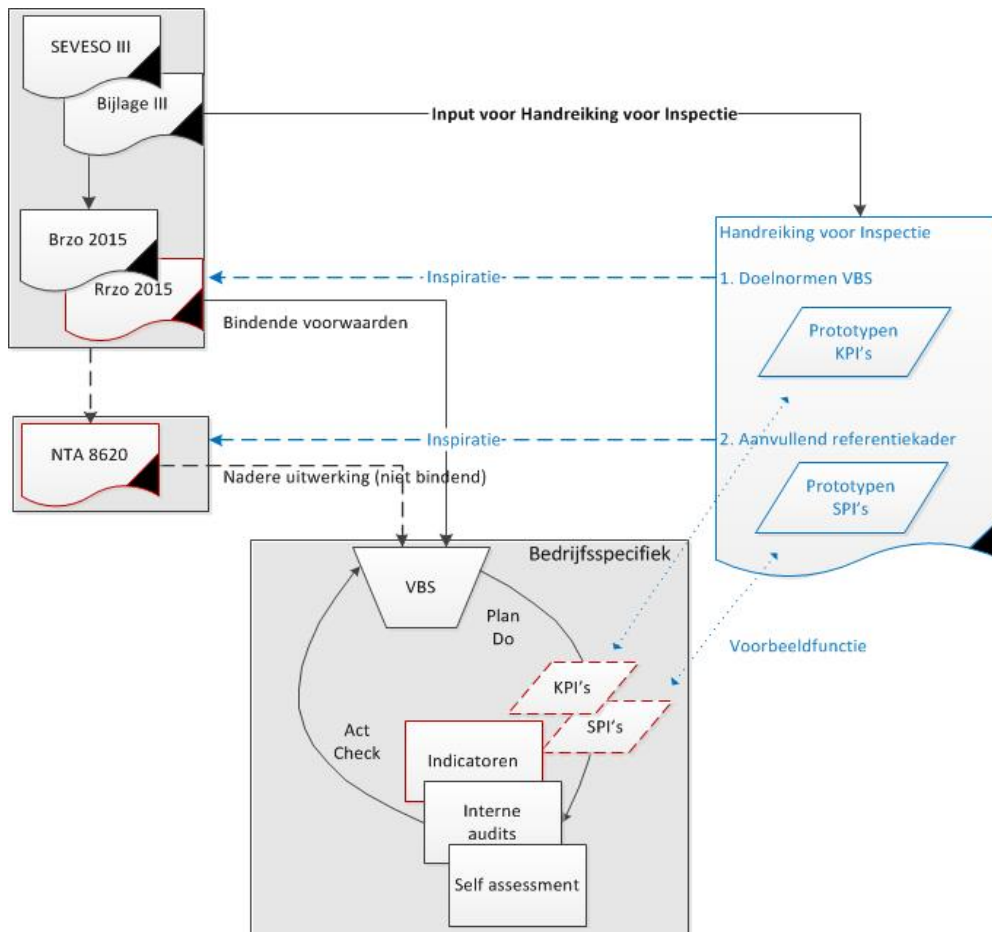 SEVESO III
Bijlage III
Input voor Handreiking voor Inspectie
Brzo 2015
Rrzo 2015
Handreiking voor Inspectie
Inspiratie
1. Doelnormen VBS
Bindende voorwaarden
Prototypen
KPI's
NTA 8620
Inspiratie
2. Aanvullend referentiekader
Nadere uitwerking (niet bindend)
Prototypen
SPI's
Bedrijfsspecifiek
VBS
Plan
Do
Voorbeeldfunctie
KPI's
SPI's
Act
Check
Indicatoren
Interne
audits
Self assessment